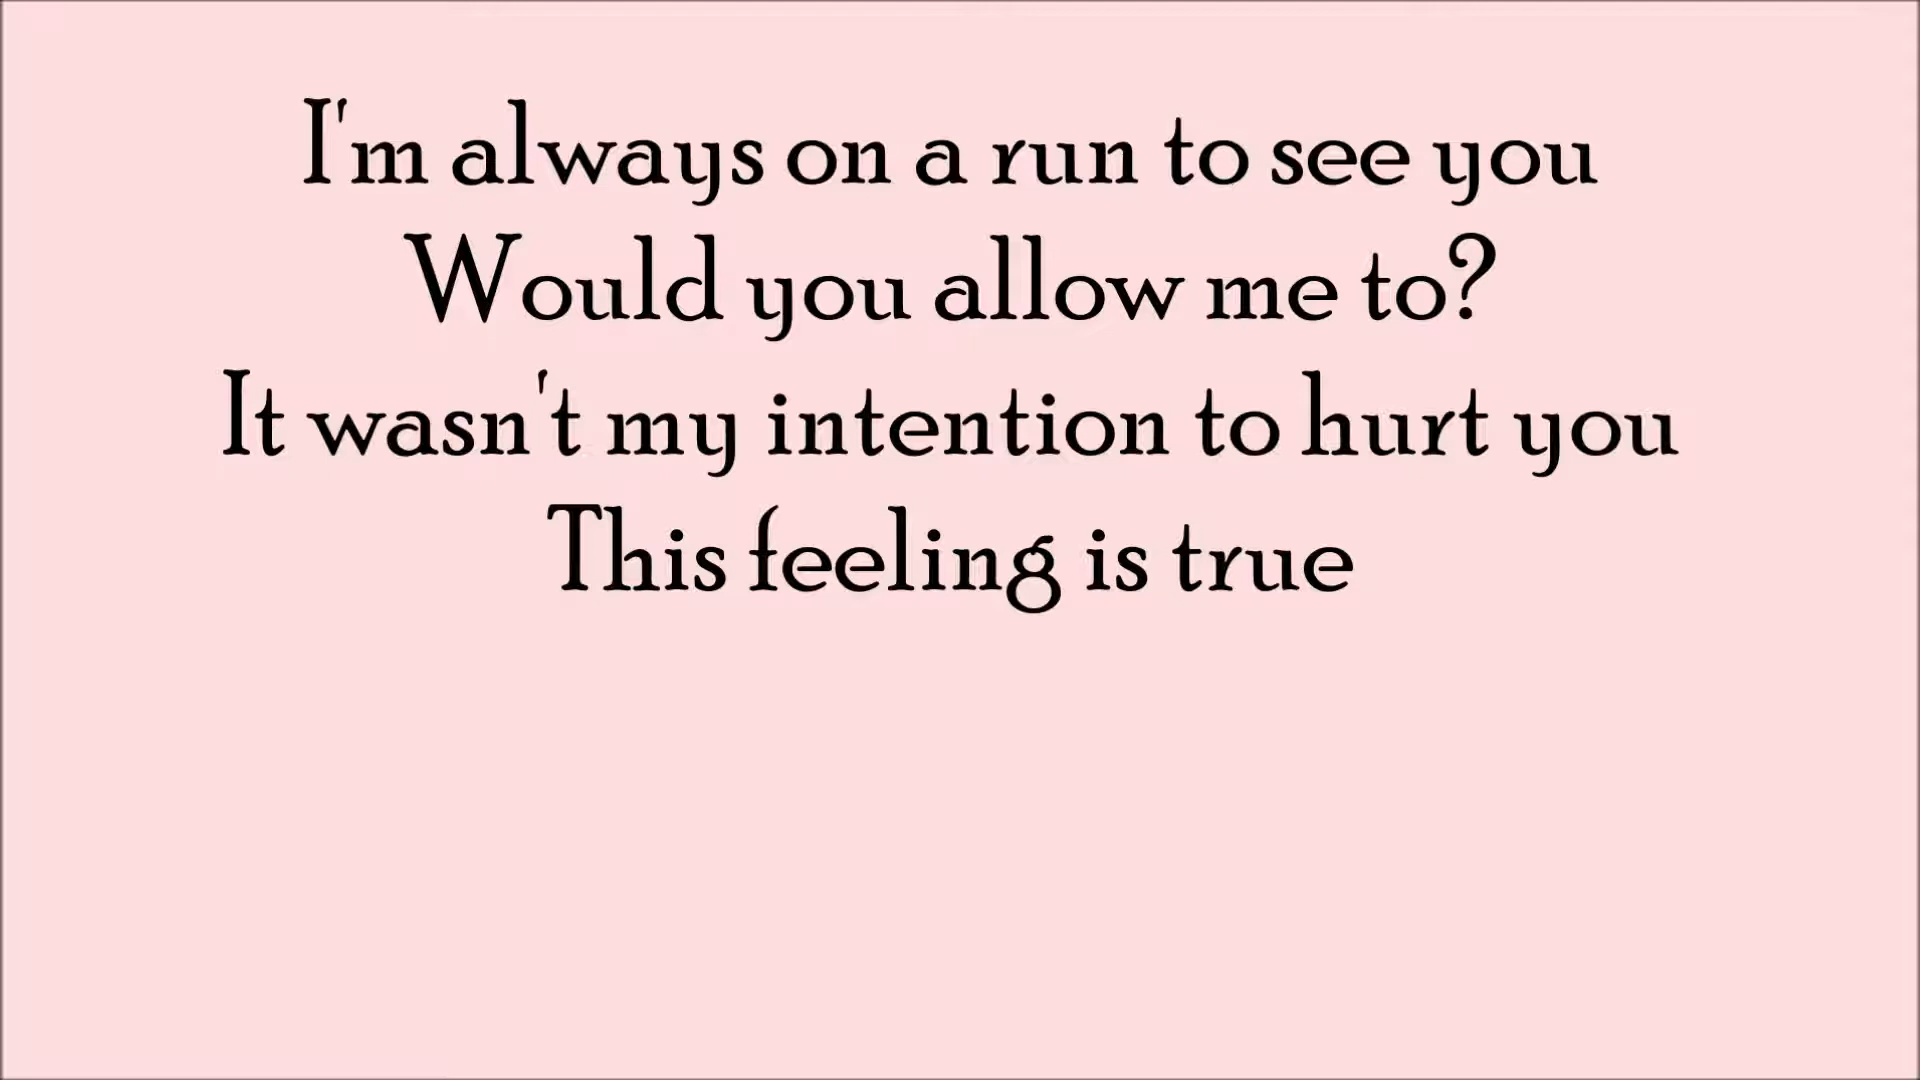 I'm always on a run to see you
Would you allow me to?
It wasn't my intention to hurt you
This feeling is true